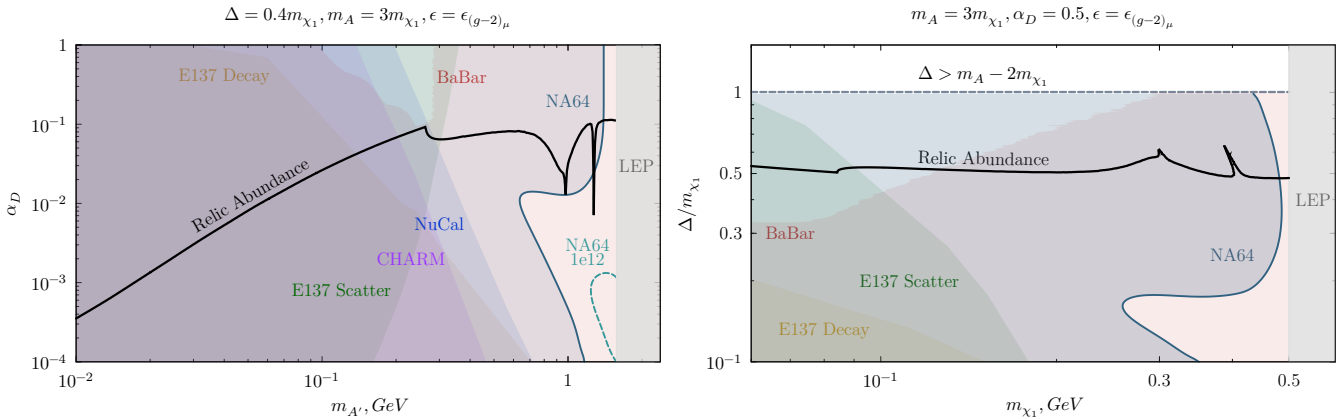 Δ = 0.4m_{χ₁}, m_A = 3m_{χ₁}, ϵ = ϵ_{(g−2)_μ}
1
10⁻¹
10⁻²
10⁻³
10⁻⁴
α_D
E137 Decay
BaBar
NA64
LEP
Relic Abundance
NuCal
CHARM
E137 Scatter
NA64
1e12
10⁻²
10⁻¹
1
m_{A′}, GeV
m_A = 3m_{χ₁}, α_D = 0.5, ϵ = ϵ_{(g−2)_μ}
Δ > m_A − 2m_{χ₁}
1
0.5
0.3
10⁻¹
Δ/m_{χ₁}
Relic Abundance
LEP
BaBar
NA64
E137 Scatter
E137 Decay
10⁻¹
0.3
0.5
m_{χ₁}, GeV